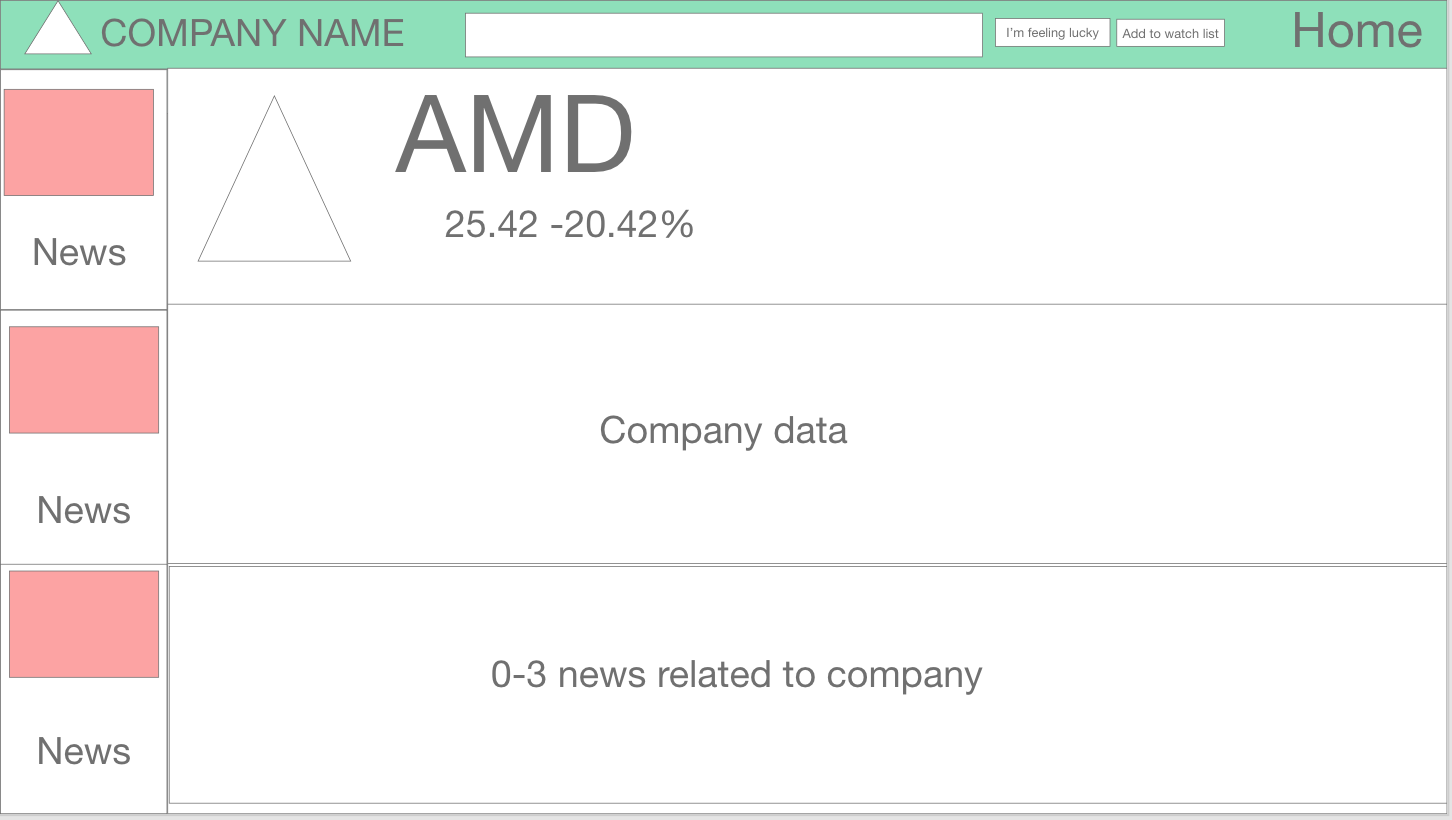 COMPANY NAME
I'm feeling lucky
Add to watch list
Home
News
AMD
25.42 -20.42%
News
Company data
News
0-3 news related to company